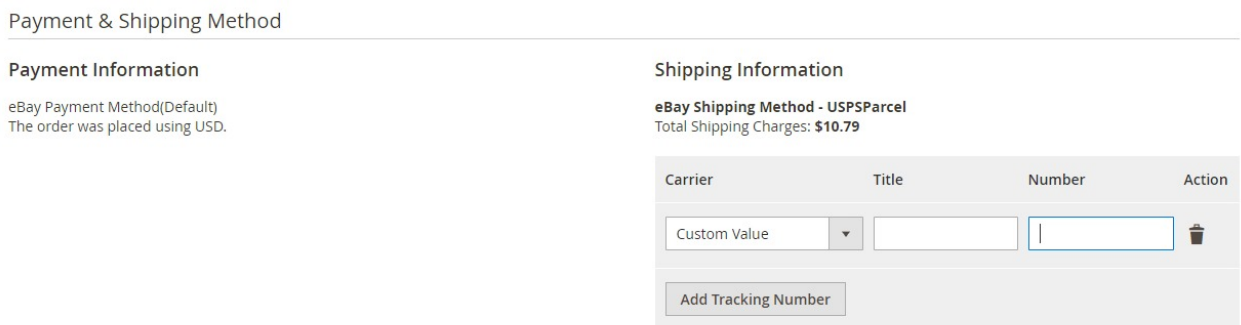 Payment & Shipping Method
Payment Information
eBay Payment Method(Default)
The order was placed using USD.
Shipping Information
eBay Shipping Method - USPSParcel
Total Shipping Charges: $10.79
Carrier Title Number Action
Custom Value
Add Tracking Number